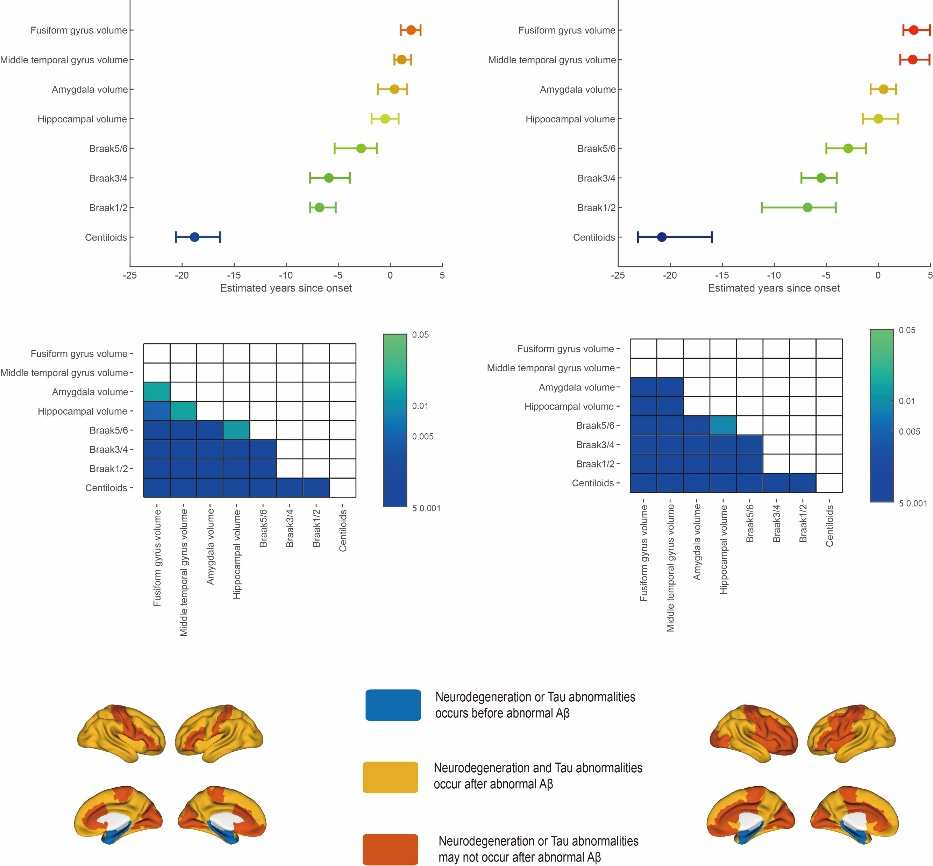 Fusiform gyrus volume
Middle temporal gyrus volume
Amygdala volume
Hippocampal volume
Braak5/6
Braak3/4
Braak1/2
Centiloids
-25 -20 -15 -10 -5 0 5
Estimated years since onset
Fusiform gyrus volume
Middle temporal gyrus volume
Amygdala volume
Hippocampal volume
Braak5/6
Braak3/4
Braak1/2
Centiloids
-25 -20 -15 -10 -5 0 5
Estimated years since onset
Fusiform gyrus volume
Middle temporal gyrus volume
Amygdala volume
Hippocampal volume
Braak5/6
Braak3/4
Braak1/2
Centiloids
Fusiform gyrus volume
Middle temporal gyrus volume
Amygdala volume
Hippocampal volume
Braak5/6
Braak3/4
Braak1/2
Centiloids
0.05
0.01
0.005
5 0.001
Fusiform gyrus volume
Middle temporal gyrus volume
Amygdala volume
Hippocampal volume
Braak5/6
Braak3/4
Braak1/2
Centiloids
Fusiform gyrus volume
Middle temporal gyrus volume
Amygdala volume
Hippocampal volume
Braak5/6
Braak3/4
Braak1/2
Centiloids
0.05
0.01
0.005
5 0.001
Neurodegeneration or Tau abnormalities
occurs before abnormal Aβ
Neurodegeneration and Tau abnormalities
occur after abnormal Aβ
Neurodegeneration or Tau abnormalities
may not occur after abnormal Aβ